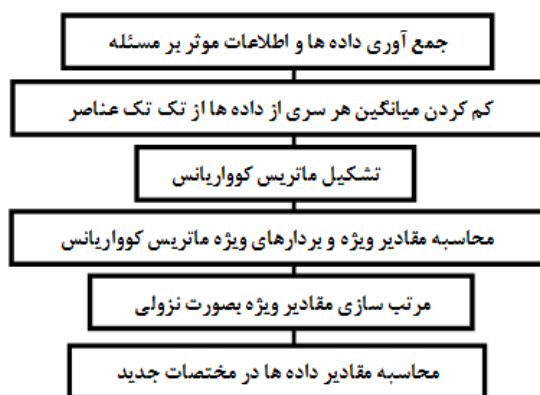 جمع آوری داده ها و اطلاعات موثر بر مسئله
کم کردن میانگین هر سری از داده ها از تک تک عناصر
تشکیل ماتریس کوواریانس
محاسبه مقادیر ویژه و بردارهای ویژه ماتریس کوواریانس
مرتب سازی مقادیر ویژه بصورت نزولی
محاسبه مقادیر داده ها در مختصات جدید